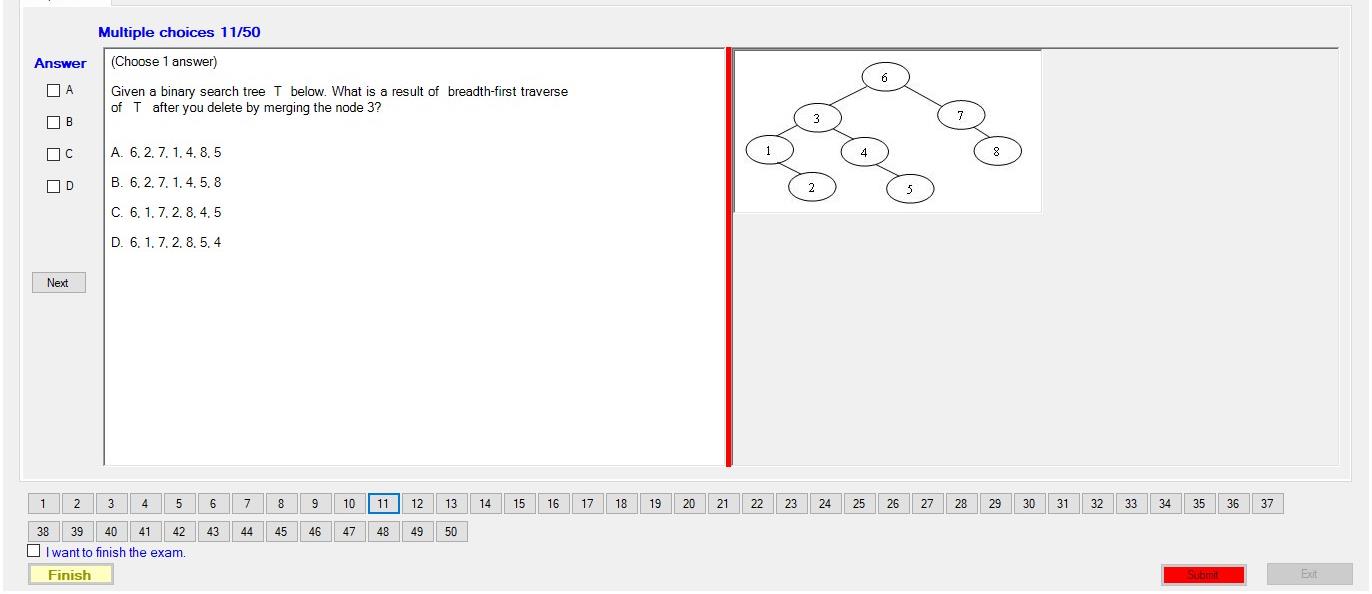 Multiple choices 11/50
Answer
A
B
C
D
Next
(Choose 1 answer)
Given a binary search tree T below. What is a result of breadth-first traverse
of T after you delete by merging the node 3?
A. 6, 2, 7, 1, 4, 8, 5
B. 6, 2, 7, 1, 4, 5, 8
C. 6, 1, 7, 2, 8, 4, 5
D. 6, 1, 7, 2, 8, 5, 4
6
3 7
1 4 8
2 5
1 2 3 4 5 6 7 8 9 10 11 12 13 14 15 16 17 18 19 20 21 22 23 24 25 26 27 28 29 30 31 32 33 34 35 36 37
38 39 40 41 42 43 44 45 46 47 48 49 50
I want to finish the exam.
Finish
Submit
Exit